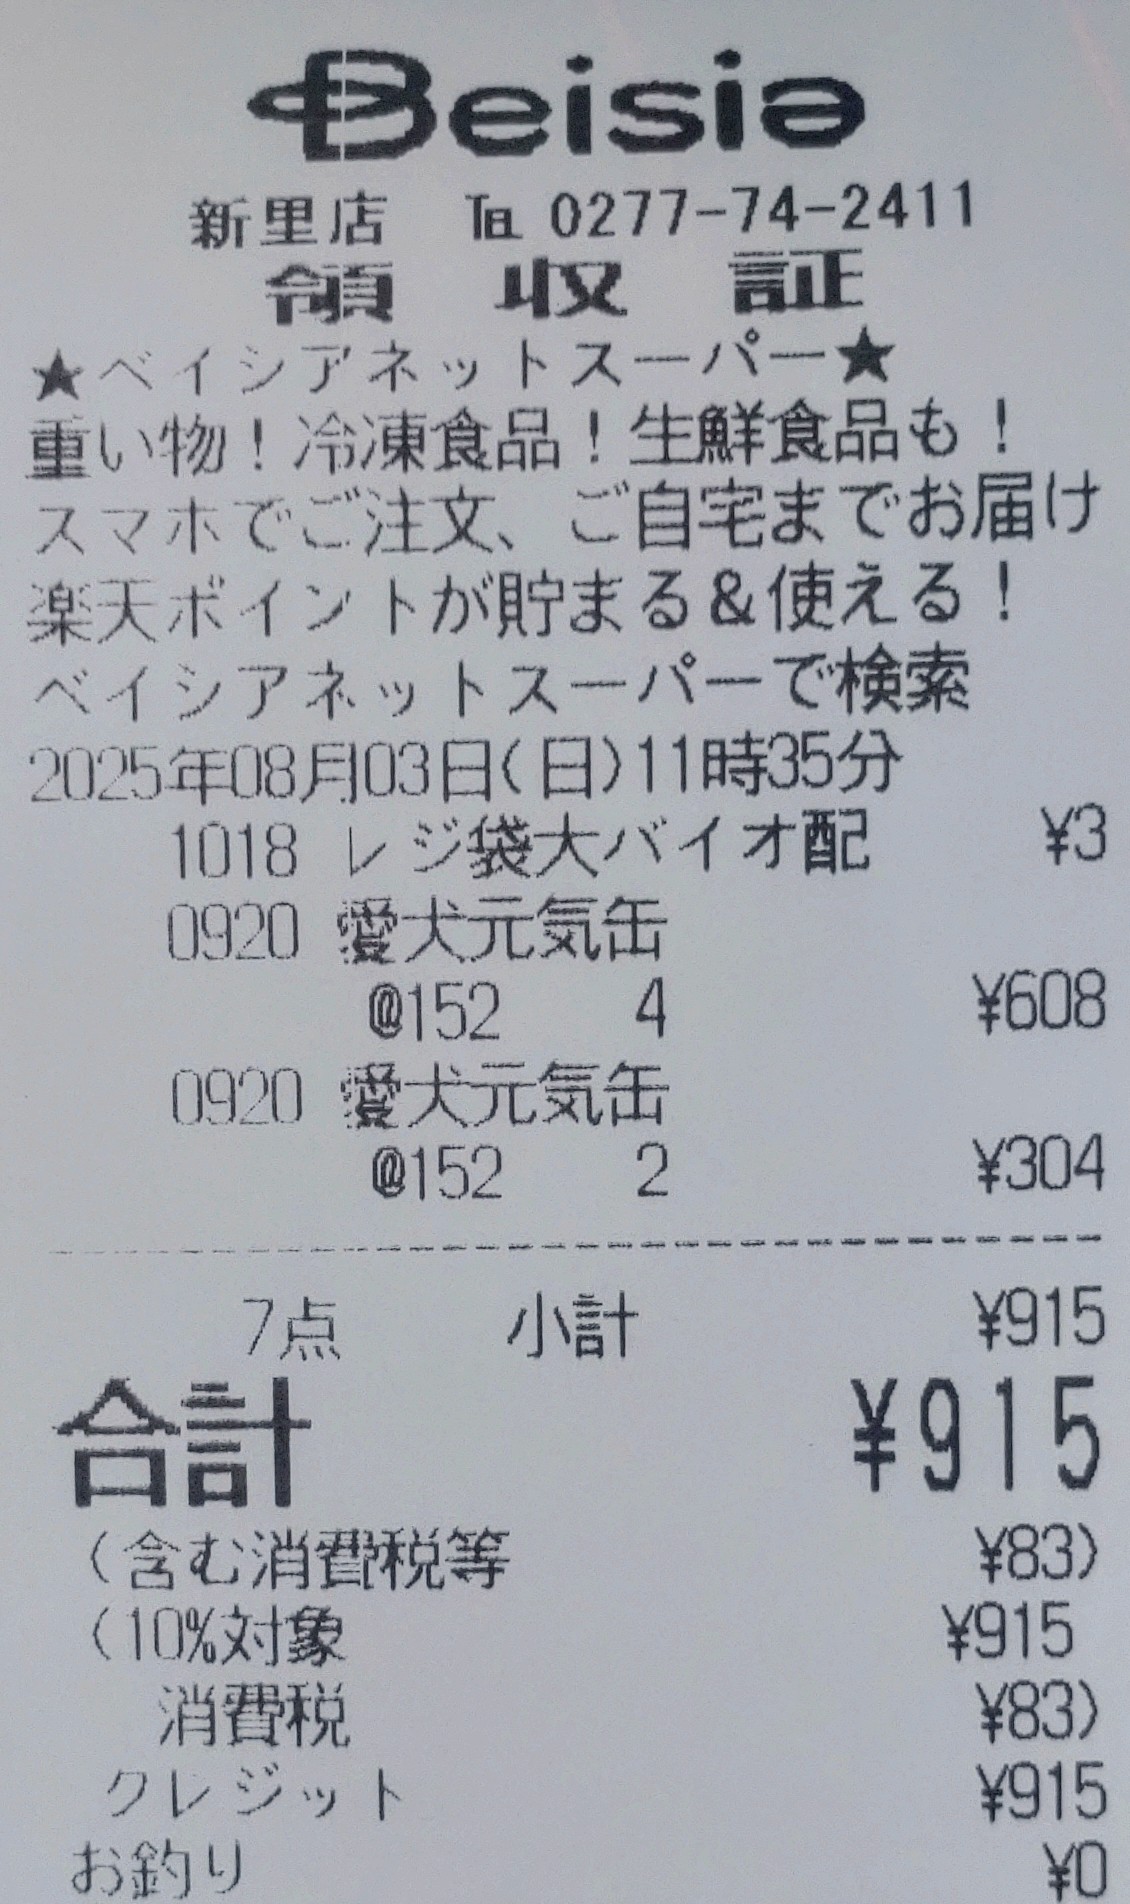 Beisia
新里店 ℡ 0277-74-2411
領収証
★ベイシアネットスーパー★
重い物!冷凍食品!生鮮食品も!
スマホでご注文、ご自宅までお届け
楽天ポイントが貯まる&使える!
ベイシアネットスーパーで検索
2025年08月03日(日)11時35分
1018 レジ袋大バイオ配 ¥3
0920 愛犬元気缶
@152 4 ¥608
0920 愛犬元気缶
@152 2 ¥304
7点 小計 ¥915
合計 ¥915
(含む消費税等 ¥83)
(10%対象 ¥915
消費税 ¥83)
クレジット ¥915
お釣り ¥0